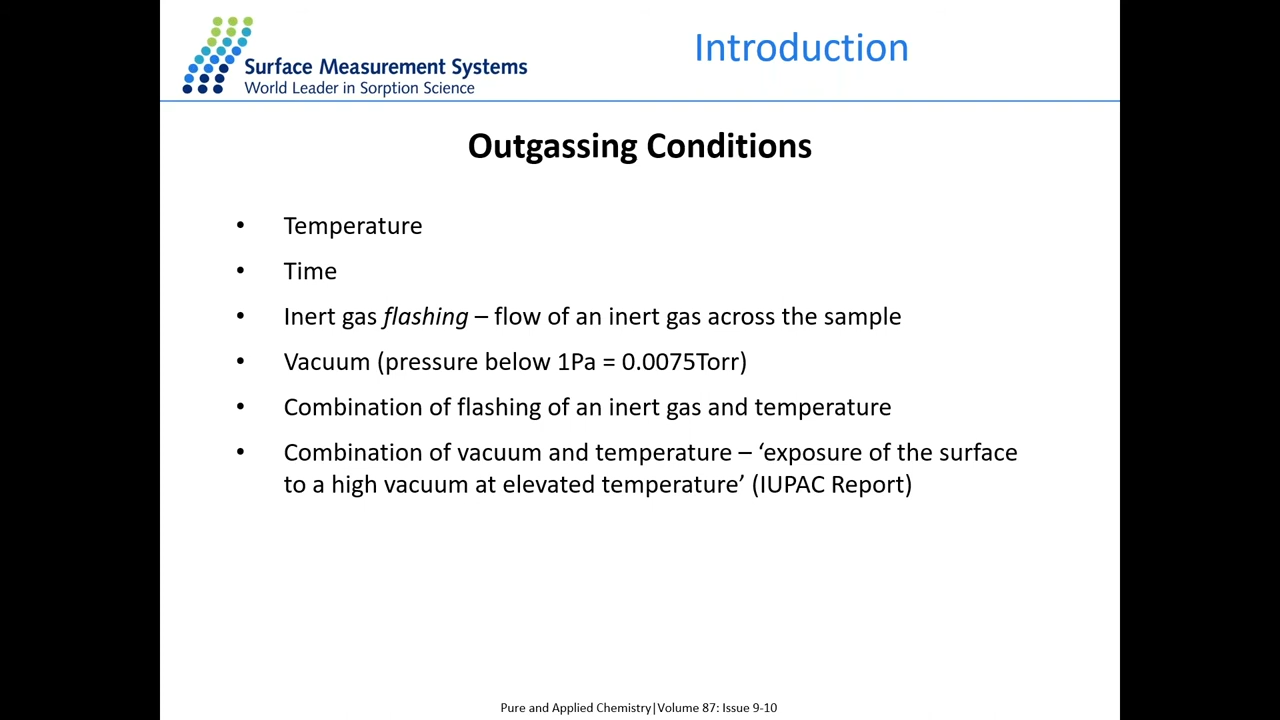 Surface Measurement Systems
World Leader in Sorption Science
Introduction
Outgassing Conditions
• Temperature
• Time
• Inert gas flashing – flow of an inert gas across the sample
• Vacuum (pressure below 1Pa = 0.0075Torr)
• Combination of flashing of an inert gas and temperature
• Combination of vacuum and temperature – ‘exposure of the surface
to a high vacuum at elevated temperature’ (IUPAC Report)
Pure and Applied Chemistry|Volume 87: Issue 9-10